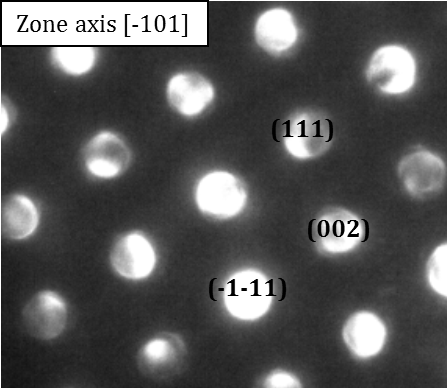 Zone axis [-101]
(111)
(002)
(-1-11)